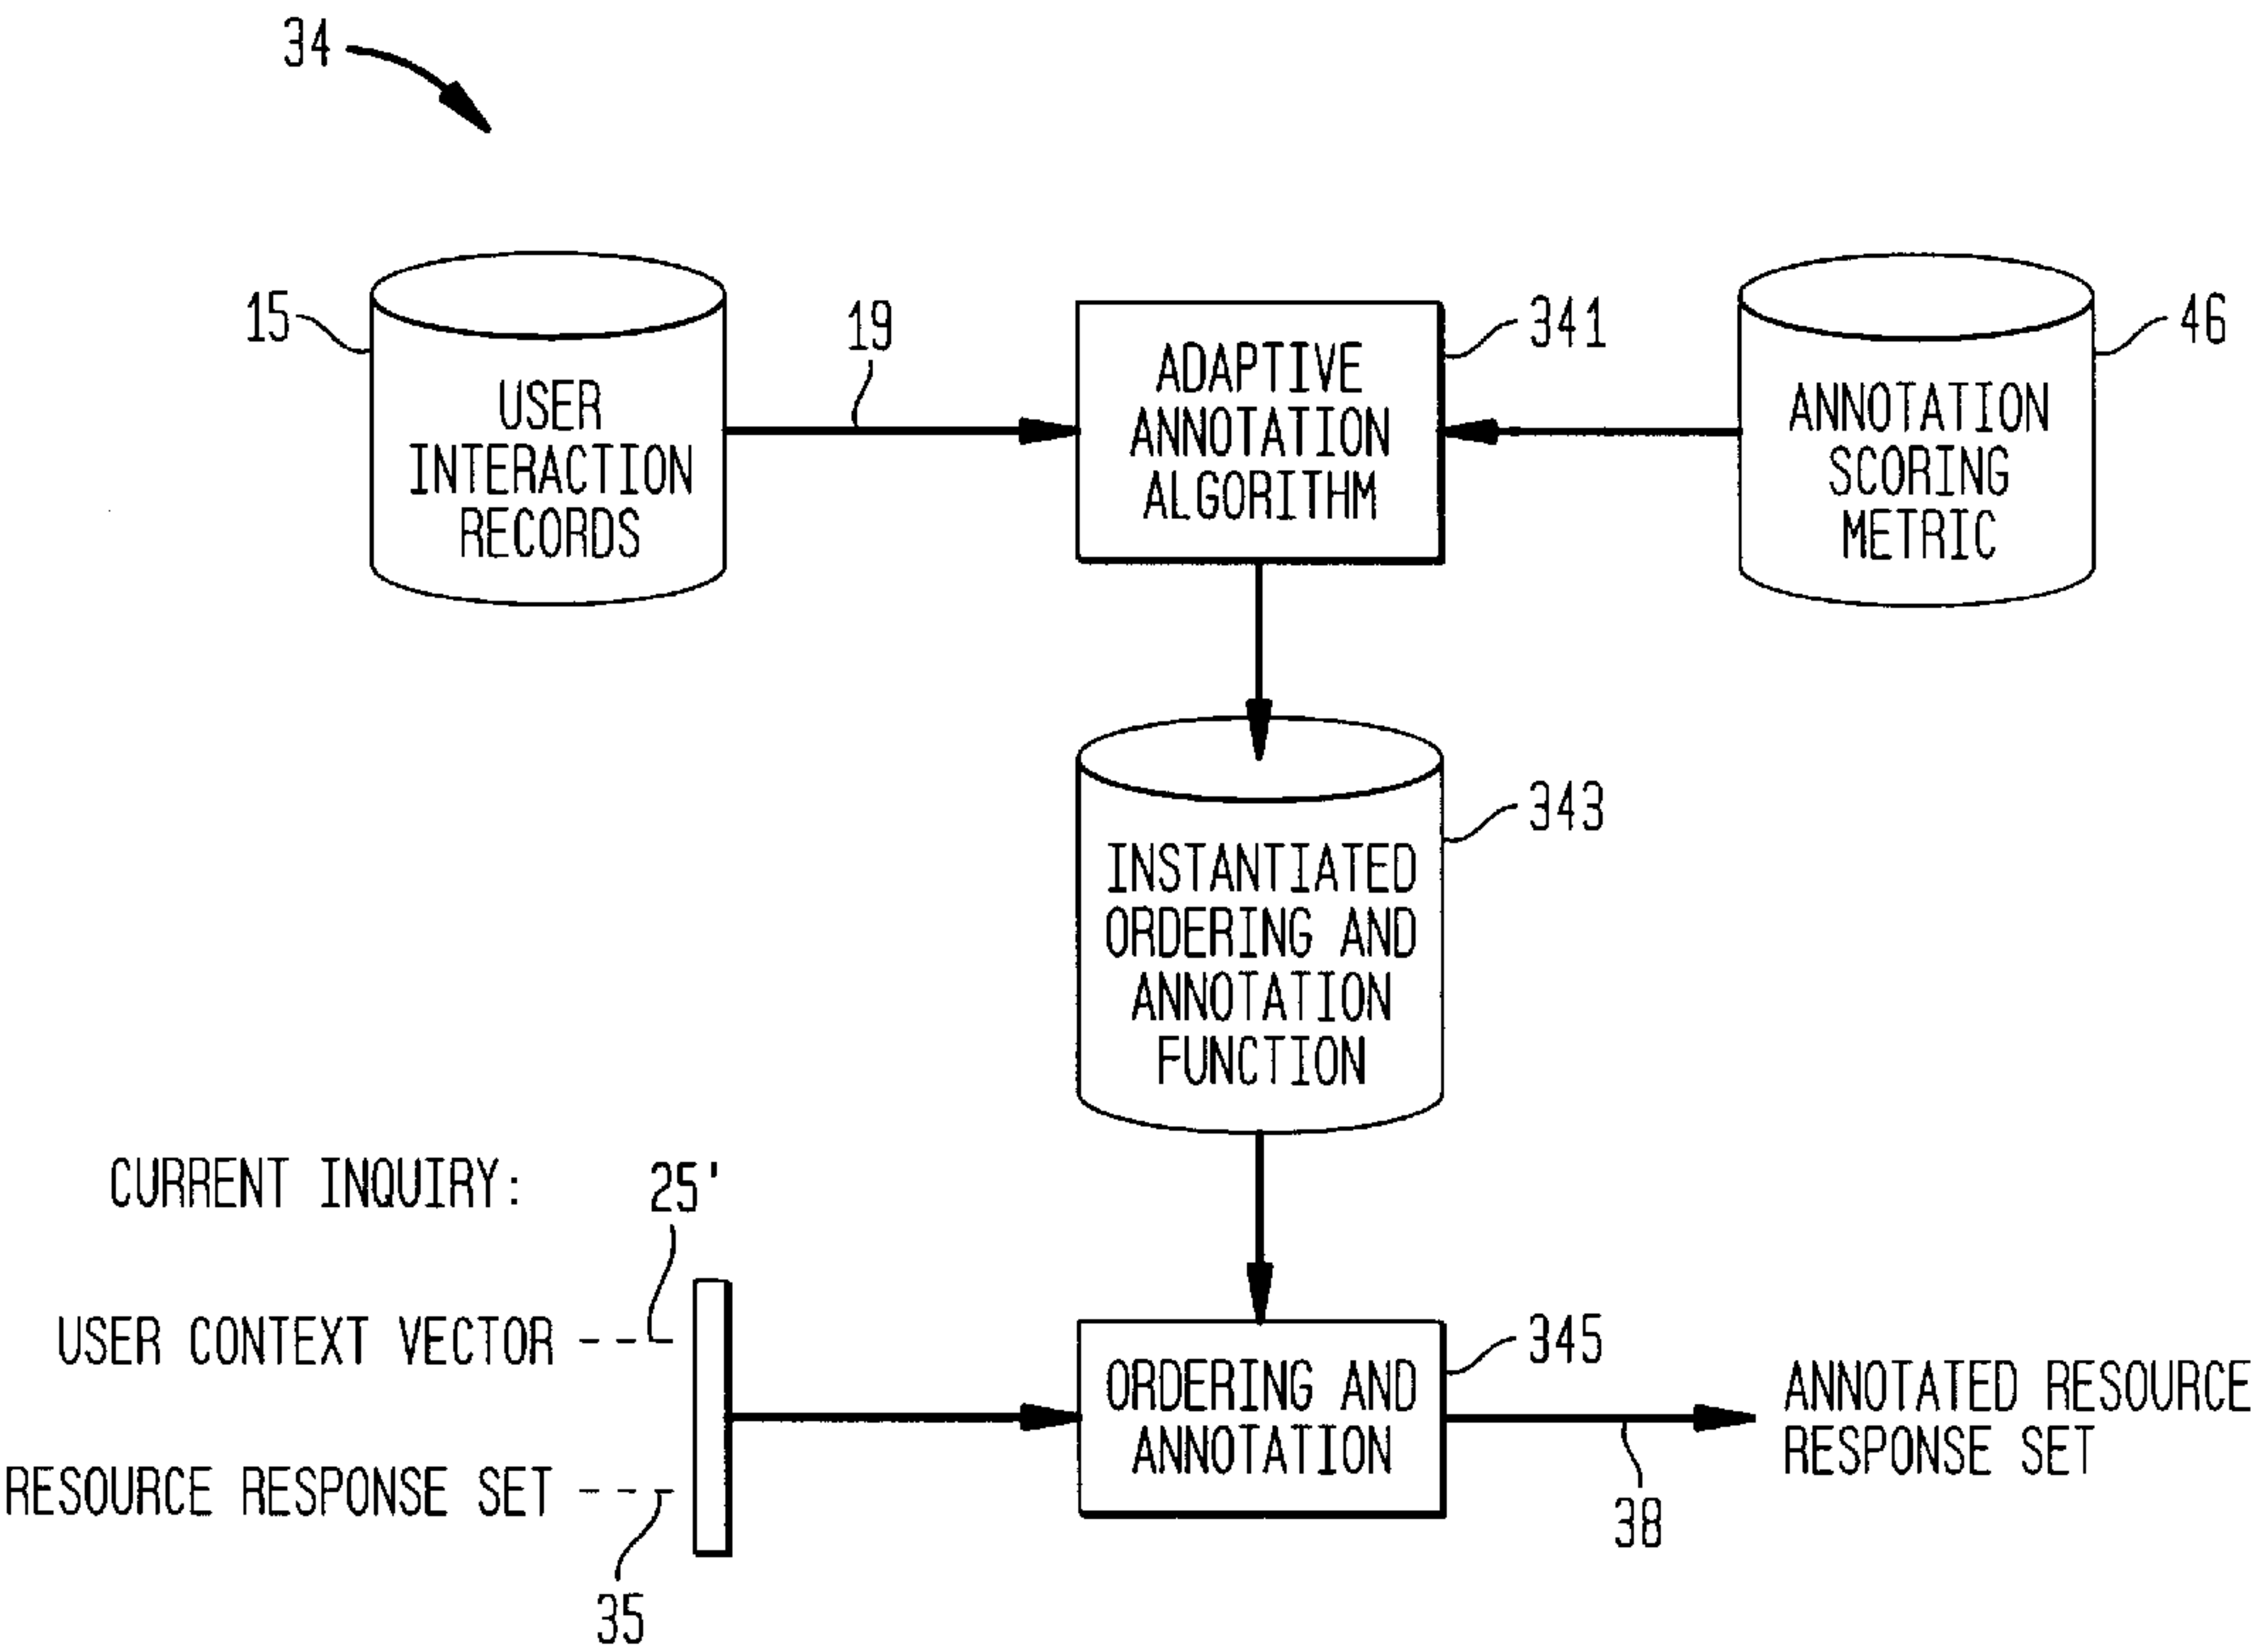 34
15
19
341
46
USER
INTERACTION
RECORDS
ADAPTIVE
ANNOTATION
ALGORITHM
ANNOTATION
SCORING
METRIC
343
INSTANTIATED
ORDERING AND
ANNOTATION
FUNCTION
CURRENT INQUIRY:
25'
USER CONTEXT VECTOR
RESOURCE RESPONSE SET
35
345
ORDERING AND
ANNOTATION
38
ANNOTATED RESOURCE
RESPONSE SET